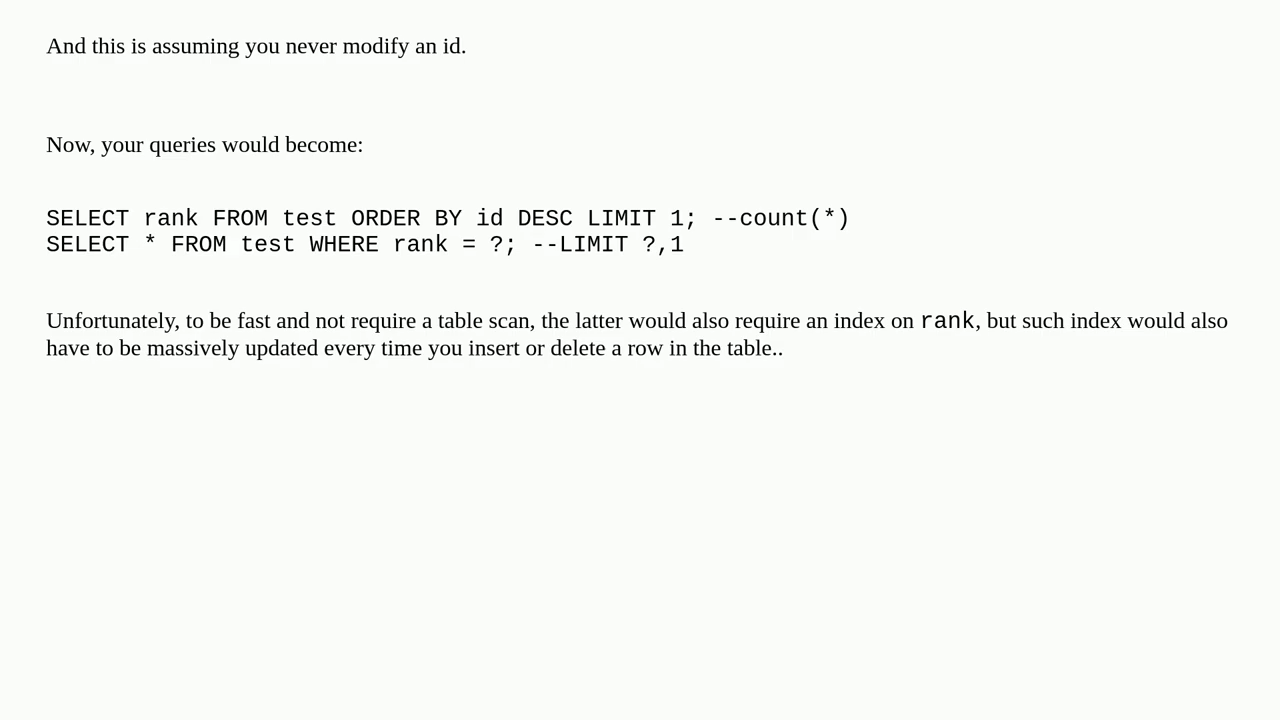 And this is assuming you never modify an id.
Now, your queries would become:
SELECT rank FROM test ORDER BY id DESC LIMIT 1; --count(*)
SELECT * FROM test WHERE rank = ?; --LIMIT ?,1
Unfortunately, to be fast and not require a table scan, the latter would also require an index on rank, but such index would also
have to be massively updated every time you insert or delete a row in the table..